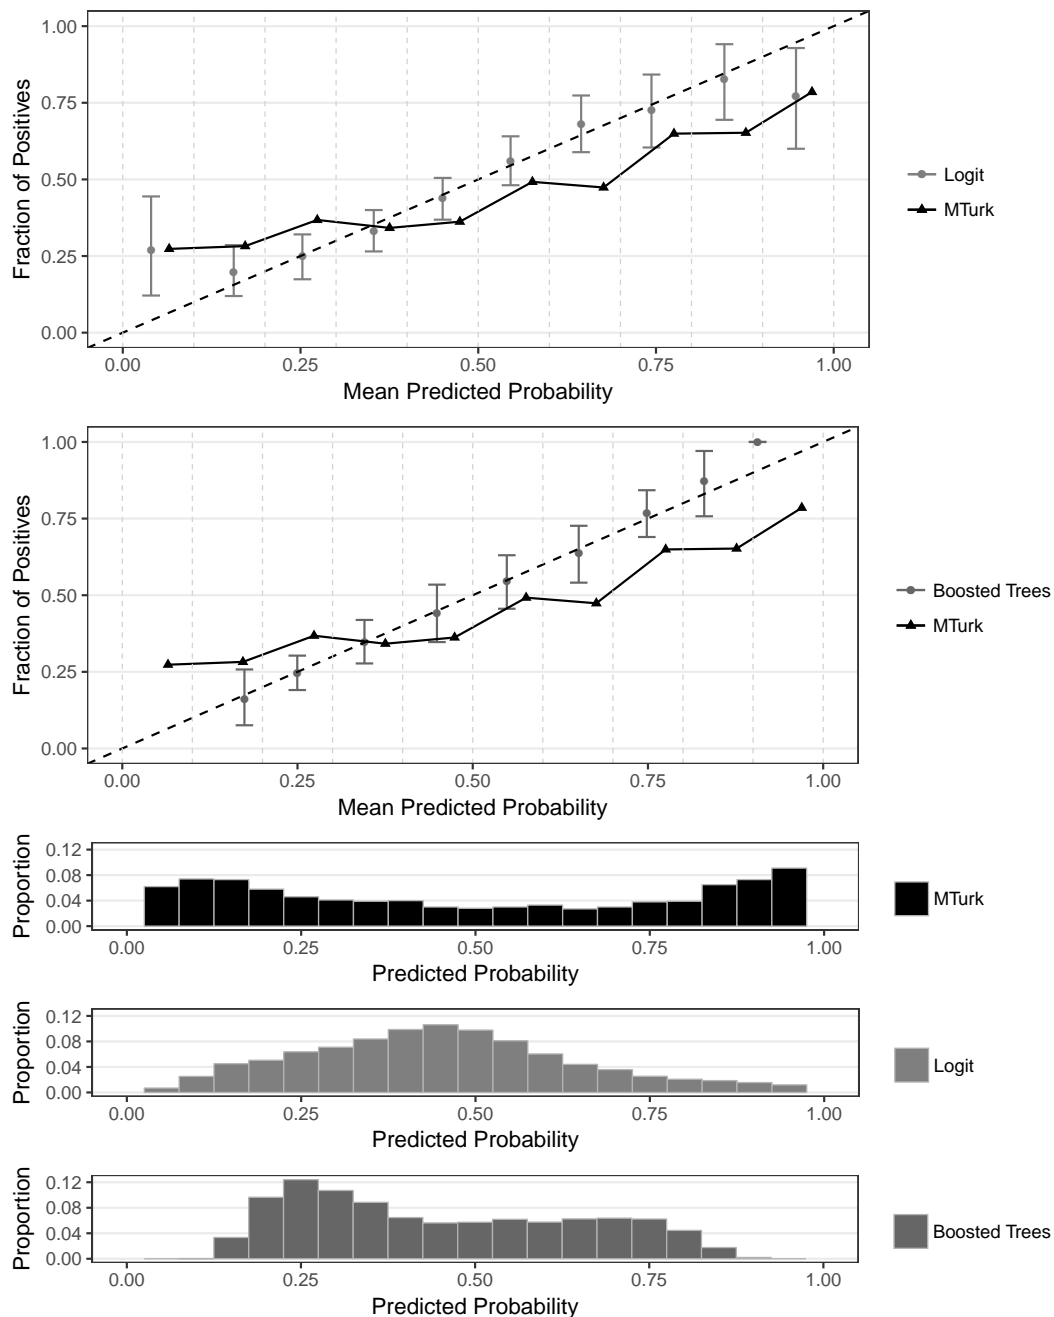 1.00
0.75
0.50
0.25
0.00
Fraction of Positives
0.00 0.25 0.50 0.75 1.00
Mean Predicted Probability
Logit
MTurk
1.00
0.75
0.50
0.25
0.00
Fraction of Positives
0.00 0.25 0.50 0.75 1.00
Mean Predicted Probability
Boosted Trees
MTurk
0.12
0.08
0.04
0.00
Proportion
0.00 0.25 0.50 0.75 1.00
Predicted Probability
MTurk
0.12
0.08
0.04
0.00
Proportion
0.00 0.25 0.50 0.75 1.00
Predicted Probability
Logit
0.12
0.08
0.04
0.00
Proportion
0.00 0.25 0.50 0.75 1.00
Predicted Probability
Boosted Trees